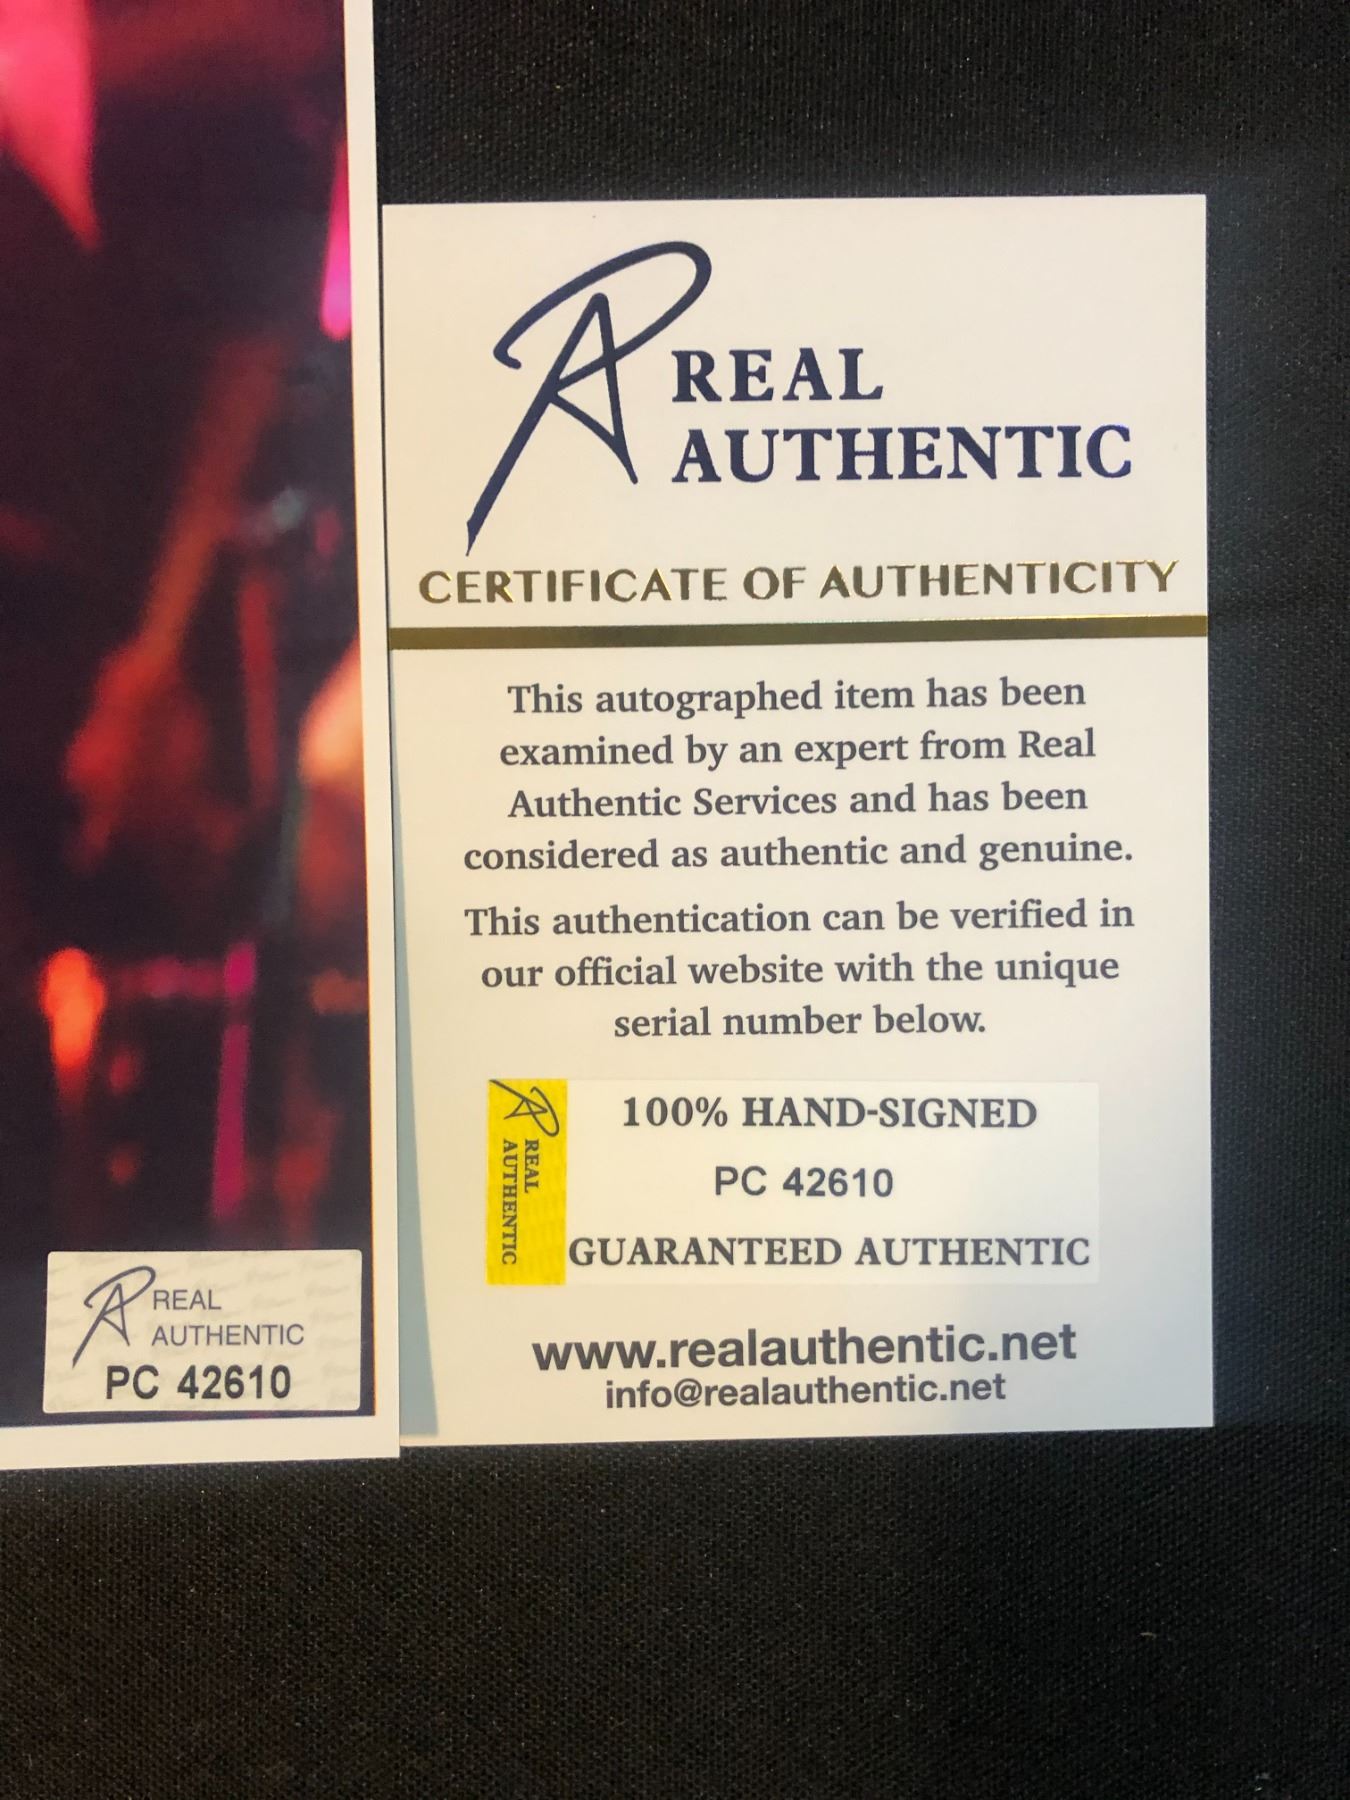 REAL
AUTHENTIC
CERTIFICATE OF AUTHENTICITY
This autographed item has been
examined by an expert from Real
Authentic Services and has been
considered as authentic and genuine.
This authentication can be verified in
our official website with the unique
serial number below.
REAL
AUTHENTIC
100% HAND-SIGNED
PC 42610
GUARANTEED AUTHENTIC
www.realauthentic.net
info@realauthentic.net
REAL
AUTHENTIC
PC 42610